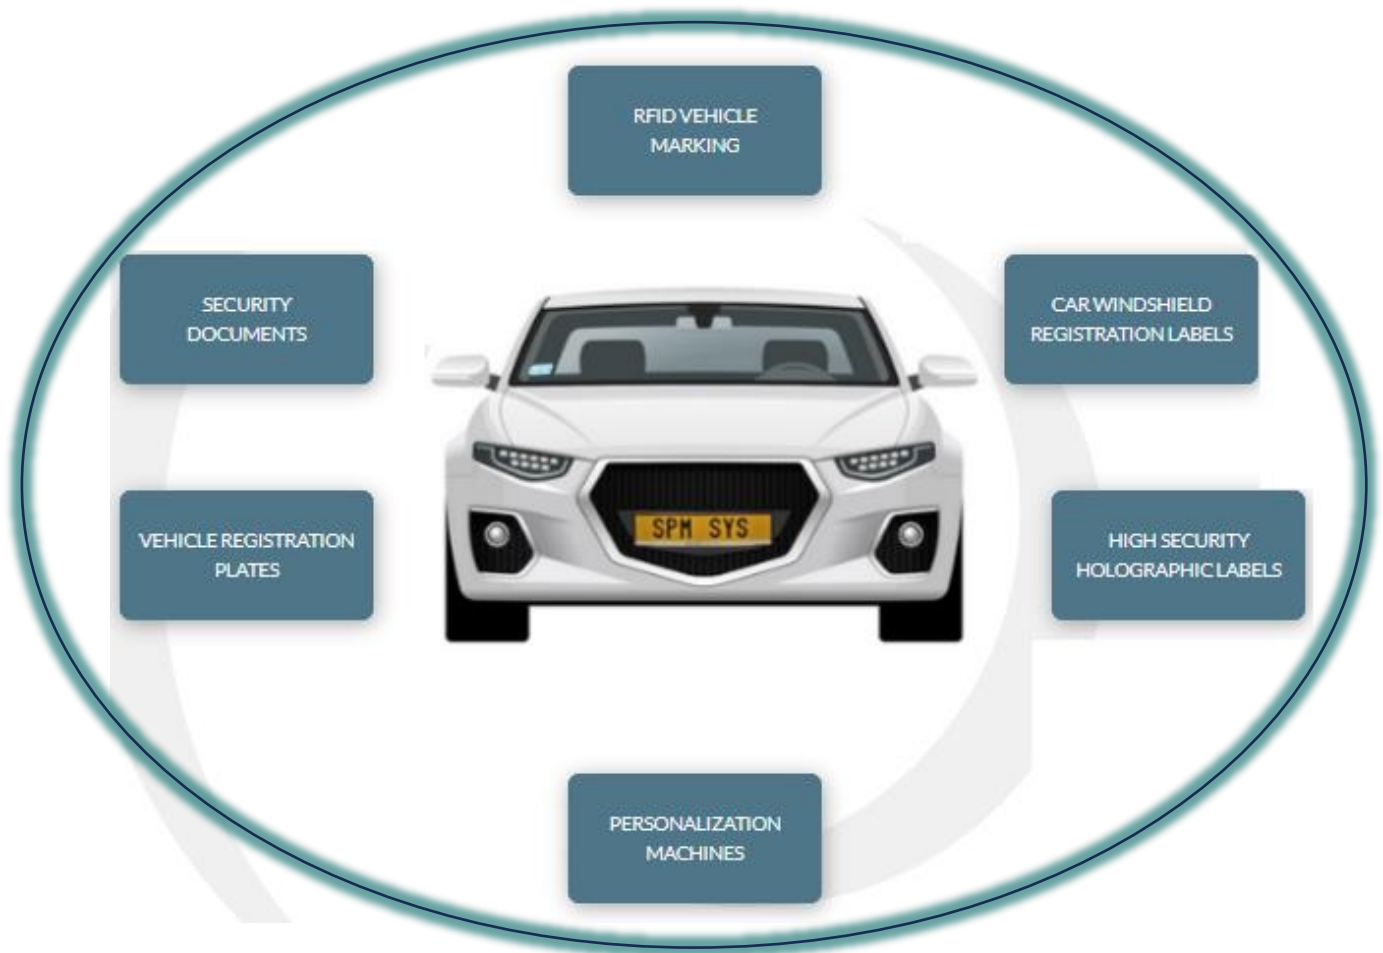 RFID VEHICLE
MARKING
SECURITY
DOCUMENTS
CAR WINDSHIELD
REGISTRATION LABELS
VEHICLE REGISTRATION
PLATES
SPM SYS
HIGH SECURITY
HOLOGRAPHIC LABELS
PERSONALIZATION
MACHINES